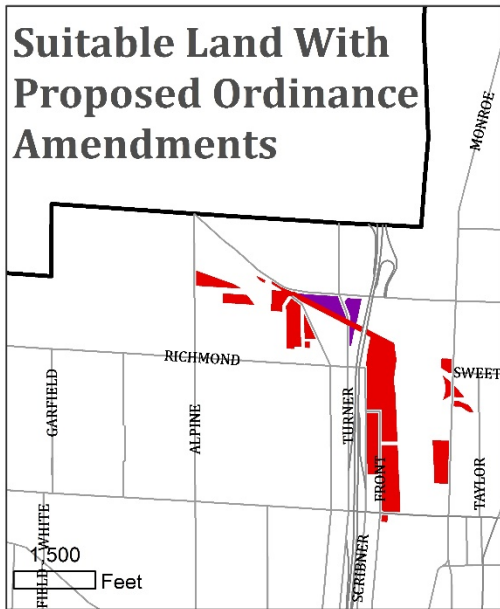 Suitable Land With
Proposed Ordinance
Amendments
MONROE
RICHMOND
SWEET
GARFIELD
ALPINE
TURNER
FRONT
TAYLOR
WHITE
FIELD
SCRIBNER
1,500
Feet